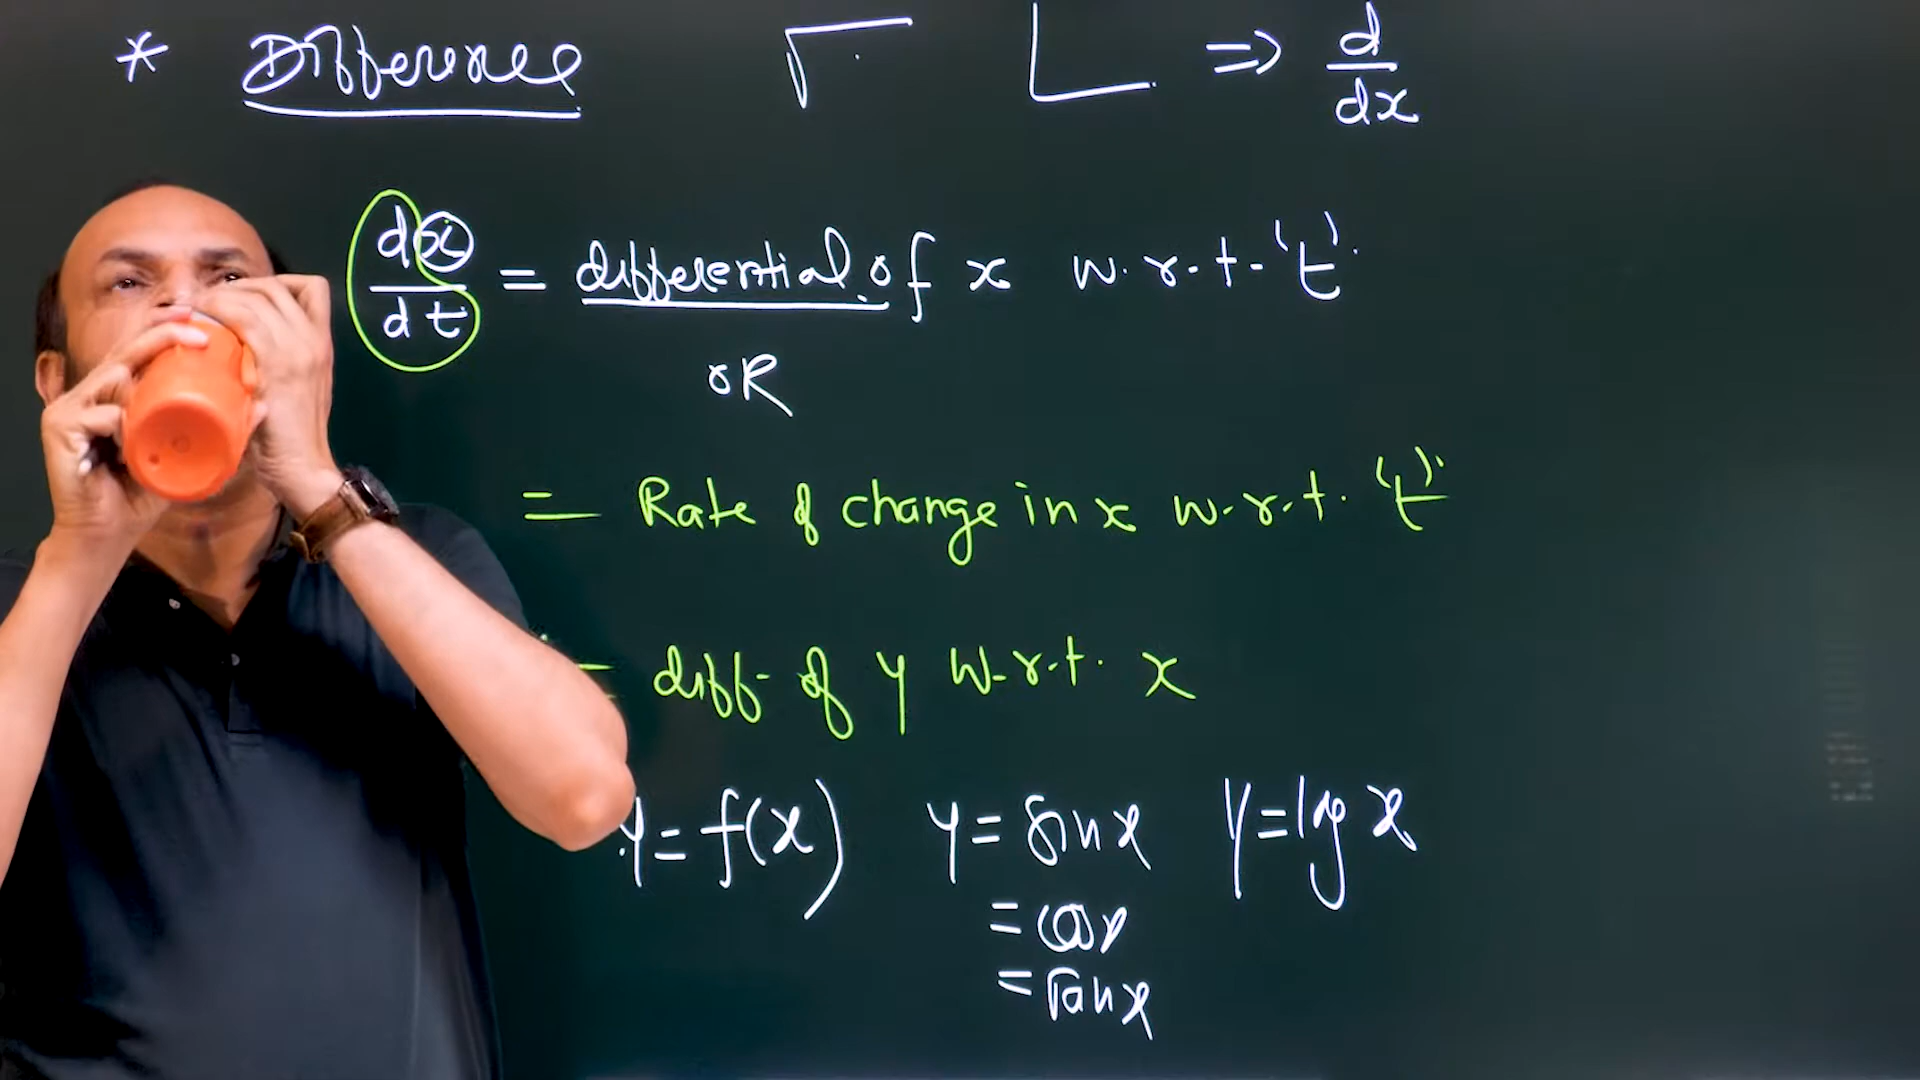 * Difference √ L => d/dx
dx/dt = differential of x w.r.t. 't'.
OR
= Rate of change in x w.r.t. 't'.
= diff. of y w.r.t. x
y = f(x) y = sin x y = log x
= cos x
= tan x